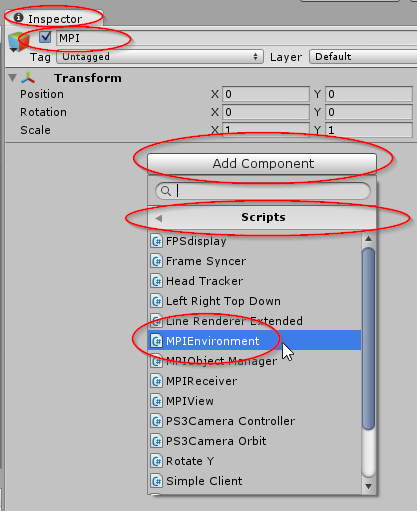 Inspector
MPI
Tag Untagged Layer Default
Transform
Position X 0 Y 0
Rotation X 0 Y 0
Scale X 1 Y 1
Add Component
Scripts
FPSdisplay
Frame Syncer
Head Tracker
Left Right Top Down
Line Renderer Extended
MPIEnvironment
MPIObject Manager
MPIReceiver
MPIView
PS3Camera Controller
PS3Camera Orbit
Rotate Y
Simple Client